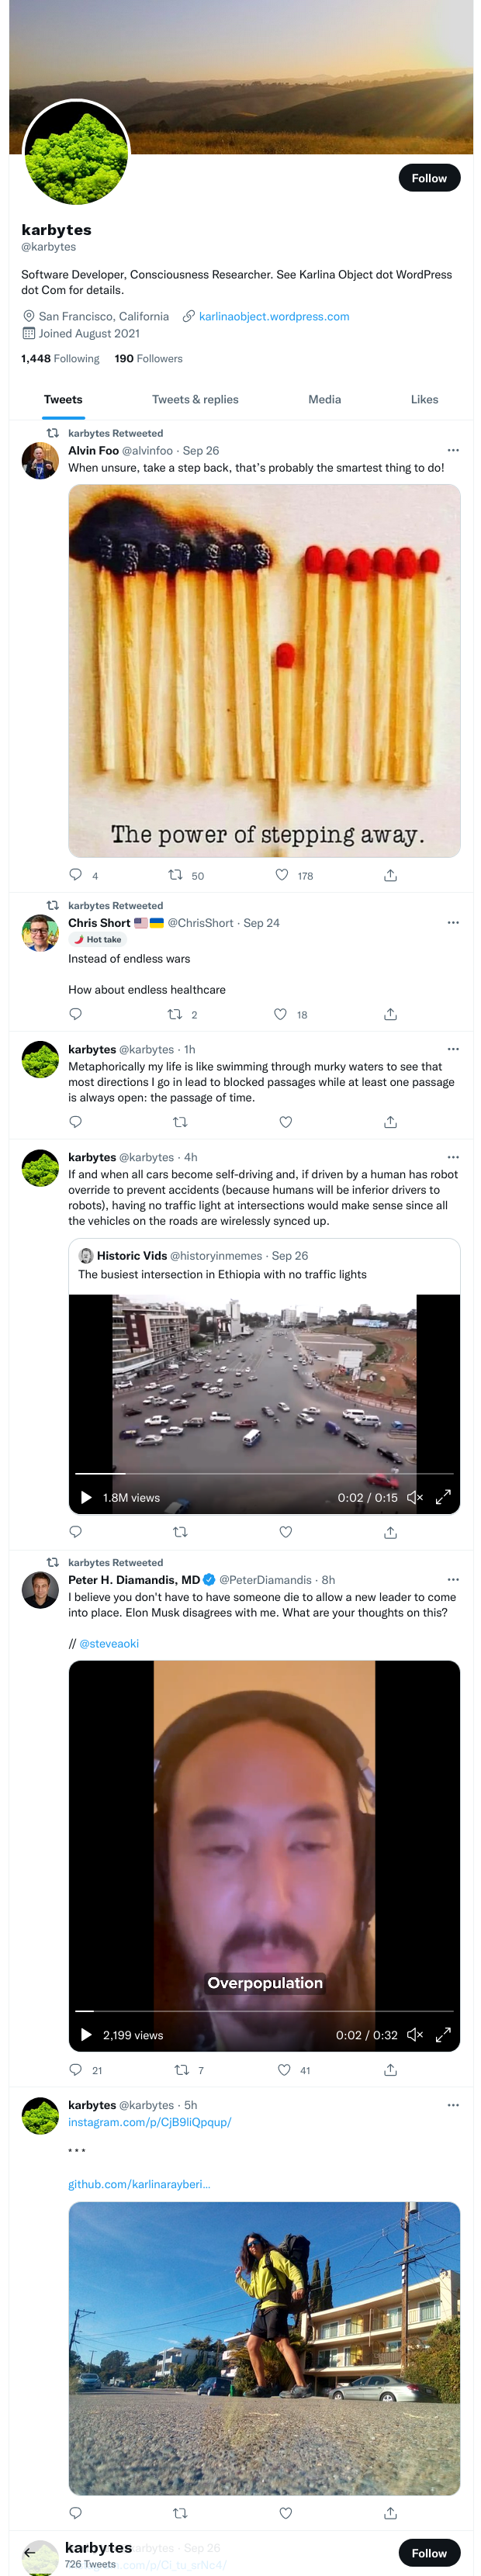 Follow
karbytes
@karbytes
Software Developer, Consciousness Researcher. See Karlina Object dot WordPress
dot Com for details.
San Francisco, California karlinaobject.wordpress.com
Joined August 2021
1,448 Following 190 Followers
Tweets Tweets & replies Media Likes
karbytes Retweeted
Alvin Foo @alvinfoo · Sep 26
When unsure, take a step back, that's probably the smartest thing to do!
The power of stepping away.
4 50 178
karbytes Retweeted
Chris Short 🇺🇸🇺🇦 @ChrisShort · Sep 24
🌶️ Hot take
Instead of endless wars
How about endless healthcare
2 18
karbytes @karbytes · 1h
Metaphorically my life is like swimming through murky waters to see that
most directions I go in lead to blocked passages while at least one passage
is always open: the passage of time.
karbytes @karbytes · 4h
If and when all cars become self-driving and, if driven by a human has robot
override to prevent accidents (because humans will be inferior drivers to
robots), having no traffic light at intersections would make sense since all
the vehicles on the roads are wirelessly synced up.
Historic Vids @historyinmemes · Sep 26
The busiest intersection in Ethiopia with no traffic lights
1.8M views 0:02 / 0:15
karbytes Retweeted
Peter H. Diamandis, MD @PeterDiamandis · 8h
I believe you don't have to have someone die to allow a new leader to come
into place. Elon Musk disagrees with me. What are your thoughts on this?
// @steveaoki
Overpopulation
2,199 views 0:02 / 0:32
21 7 41
karbytes @karbytes · 5h
instagram.com/p/CjB9liQpqup/
* * *
github.com/karlinarayberi...
karbytes
726 Tweets
Follow